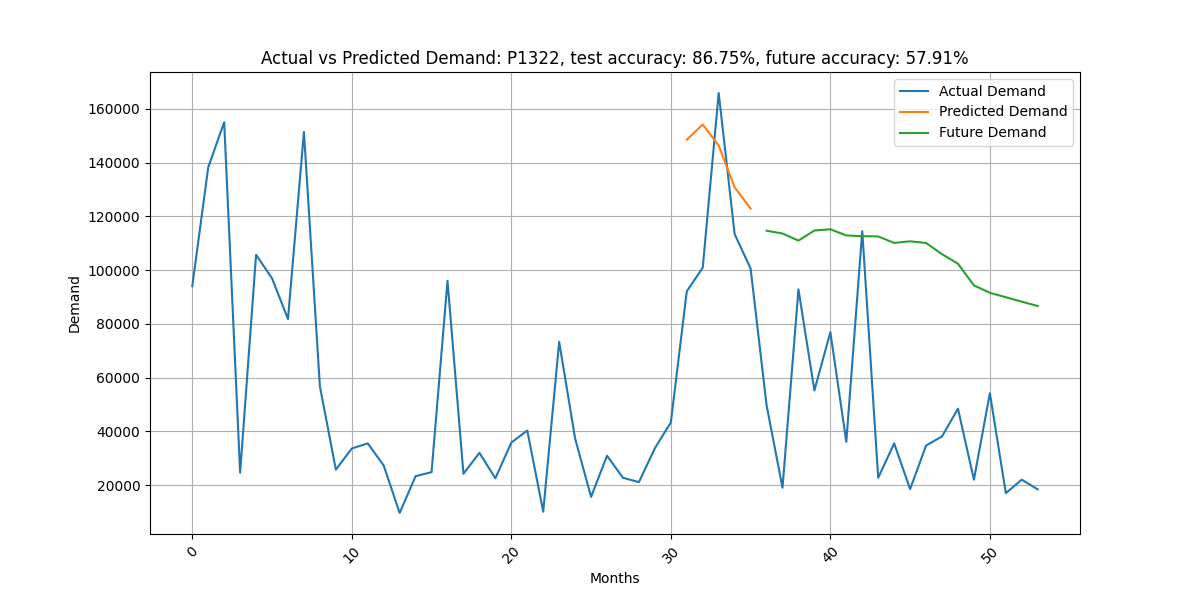 Actual vs Predicted Demand: P1322, test accuracy: 86.75%, future accuracy: 57.91%
Actual Demand
Predicted Demand
Future Demand
160000
140000
120000
100000
80000
60000
40000
20000
Demand
0
10
20
30
40
50
Months